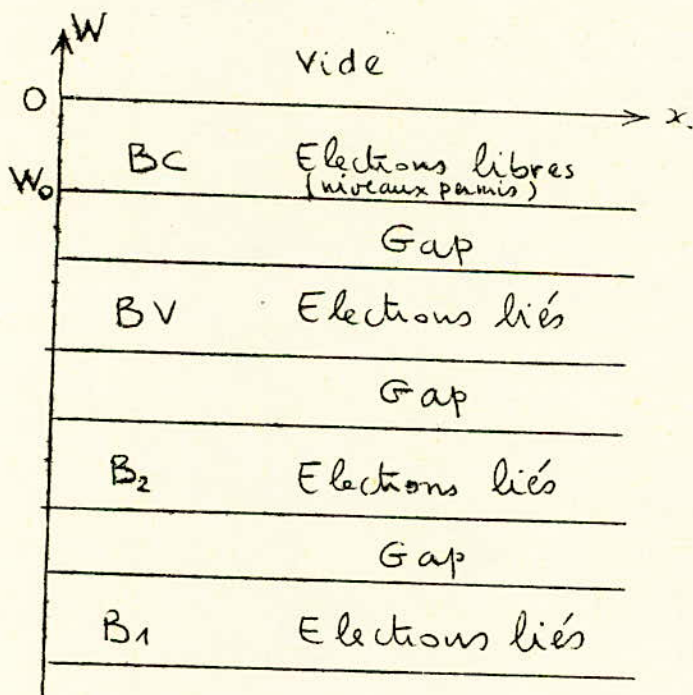 W
Vide
O
x.
BC Electrons libres
W₀ (niveaux permis)
Gap
BV Electrons liés
Gap
B₂ Electrons liés
Gap
B1 Electrons liés